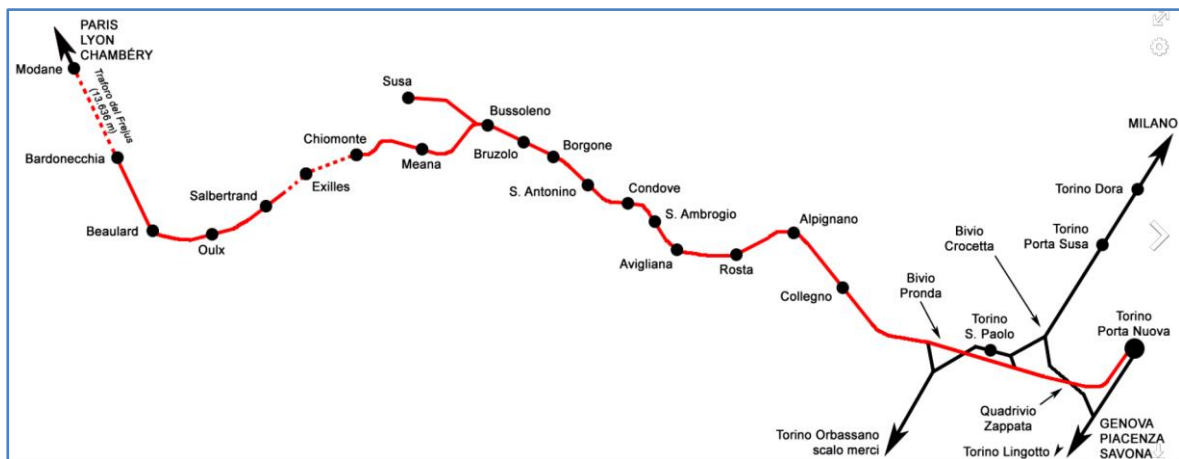 PARIS
LYON
CHAMBÉRY
Modane
Traforo del Frejus
(13.636 m)
Bardonecchia
Beaulard
Oulx
Salbertrand
Exilles
Chiomonte
Meana
Susa
Bussoleno
Bruzolo
Borgone
S. Antonino
Condove
S. Ambrogio
Avigliana
Rosta
Alpignano
Collegno
Bivio
Pronda
Torino
S. Paolo
Bivio
Crocetta
MILANO
Torino Dora
Torino
Porta Susa
Torino
Porta Nuova
Quadrivio
Zappata
Torino Orbassano
scalo merci
Torino Lingotto
GENOVA
PIACENZA
SAVONA